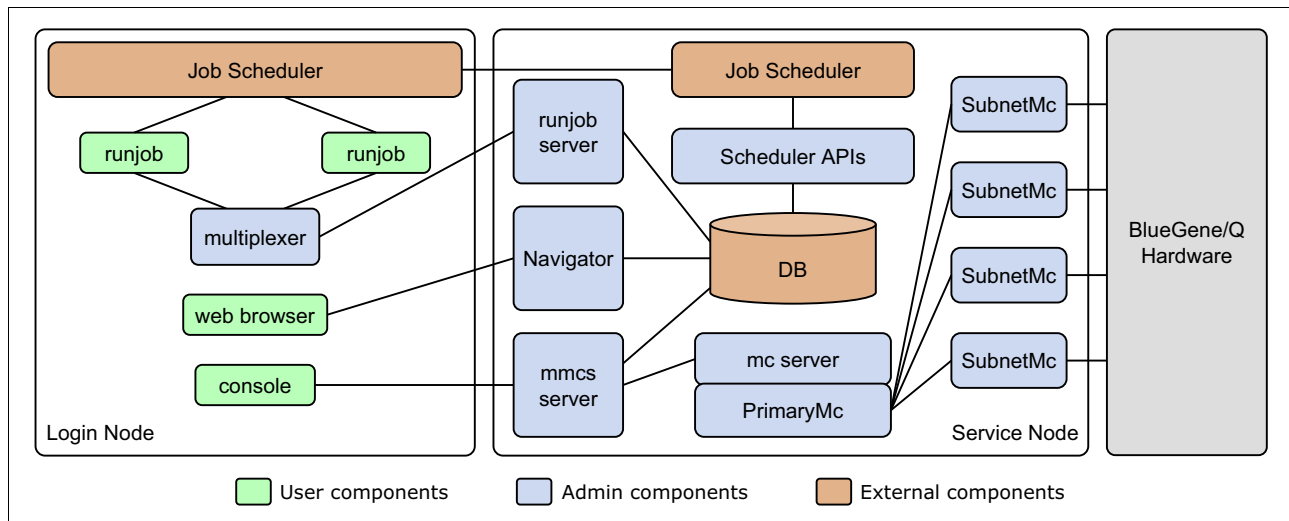 Job Scheduler
runjob
runjob
multiplexer
web browser
console
Login Node
runjob
server
Navigator
mmcs
server
Job Scheduler
Scheduler APIs
DB
mc server
PrimaryMc
SubnetMc
SubnetMc
SubnetMc
SubnetMc
Service Node
BlueGene/Q
Hardware
User components
Admin components
External components